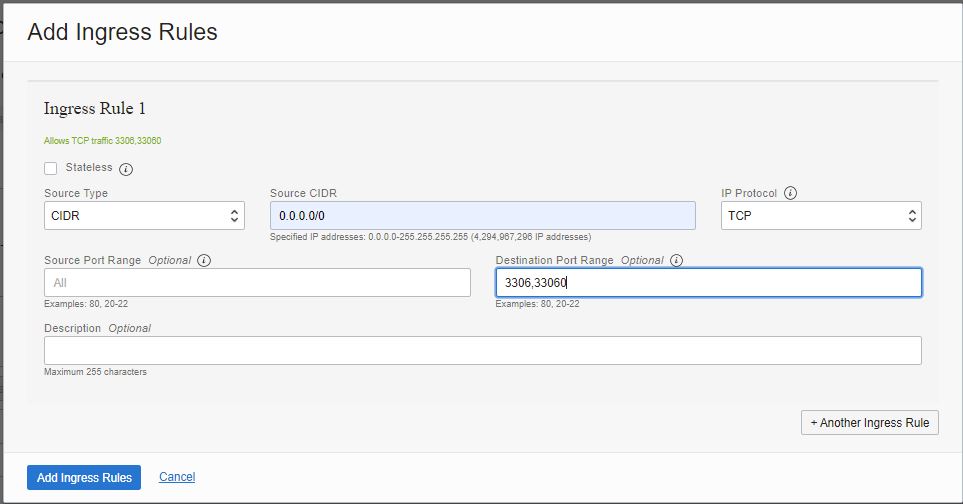 Add Ingress Rules
Ingress Rule 1
Allows TCP traffic 3306,33060
Stateless i
Source Type
CIDR
Source CIDR
0.0.0.0/0
Specified IP addresses: 0.0.0.0-255.255.255.255 (4,294,967,296 IP addresses)
IP Protocol i
TCP
Source Port Range Optional i
All
Examples: 80, 20-22
Destination Port Range Optional i
3306,33060
Examples: 80, 20-22
Description Optional
Maximum 255 characters
+ Another Ingress Rule
Add Ingress Rules
Cancel